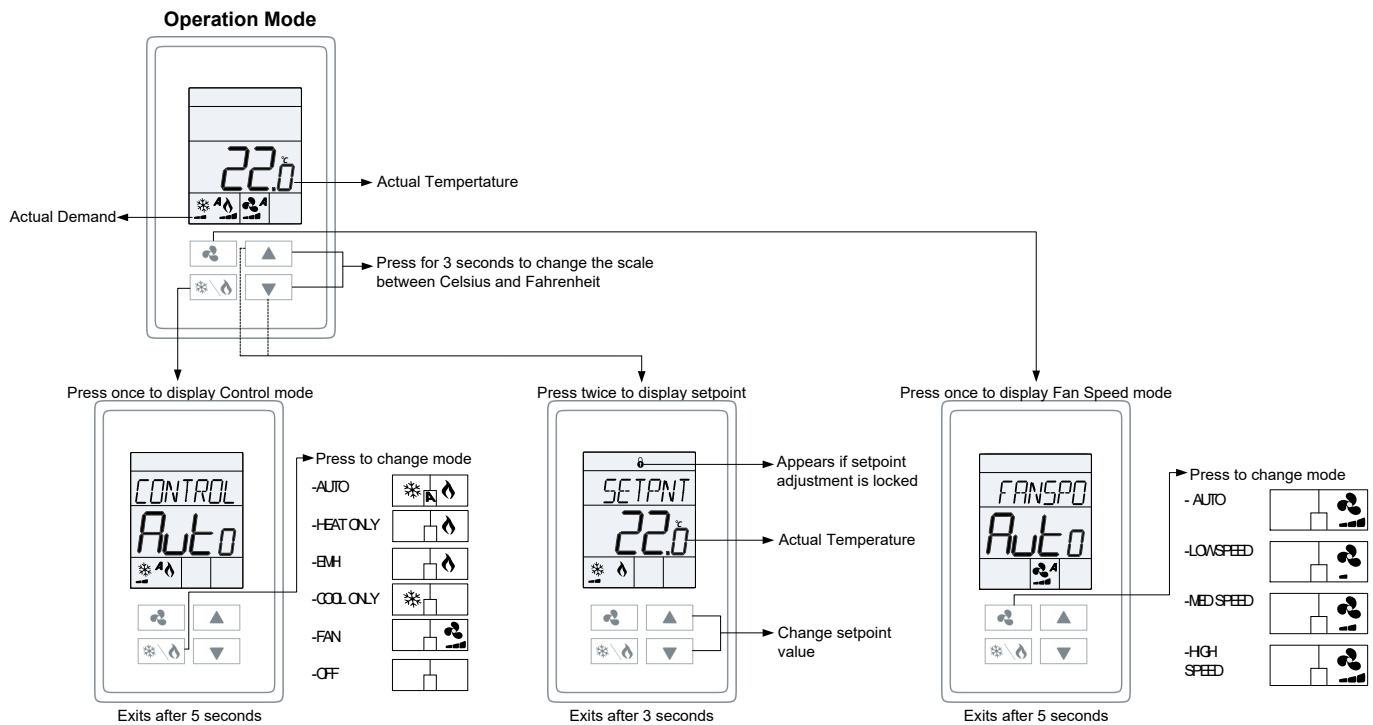 Operation Mode
22.0 °C
Actual Tempertature
Actual Demand
A
A
Press for 3 seconds to change the scale
between Celsius and Fahrenheit
Press once to display Control mode
CONTROL
Auto
A
Press to change mode
-AUTO
A
-HEAT ONLY
-EMH
-COOL ONLY
-FAN
-OFF
Exits after 5 seconds
Press twice to display setpoint
SETPNT
22.0 °C
Appears if setpoint
adjustment is locked
Actual Temperature
Change setpoint
value
Exits after 3 seconds
Press once to display Fan Speed mode
FANSPD
Auto
A
Press to change mode
- AUTO
-LOW SPEED
-MED SPEED
-HIGH
SPEED
Exits after 5 seconds